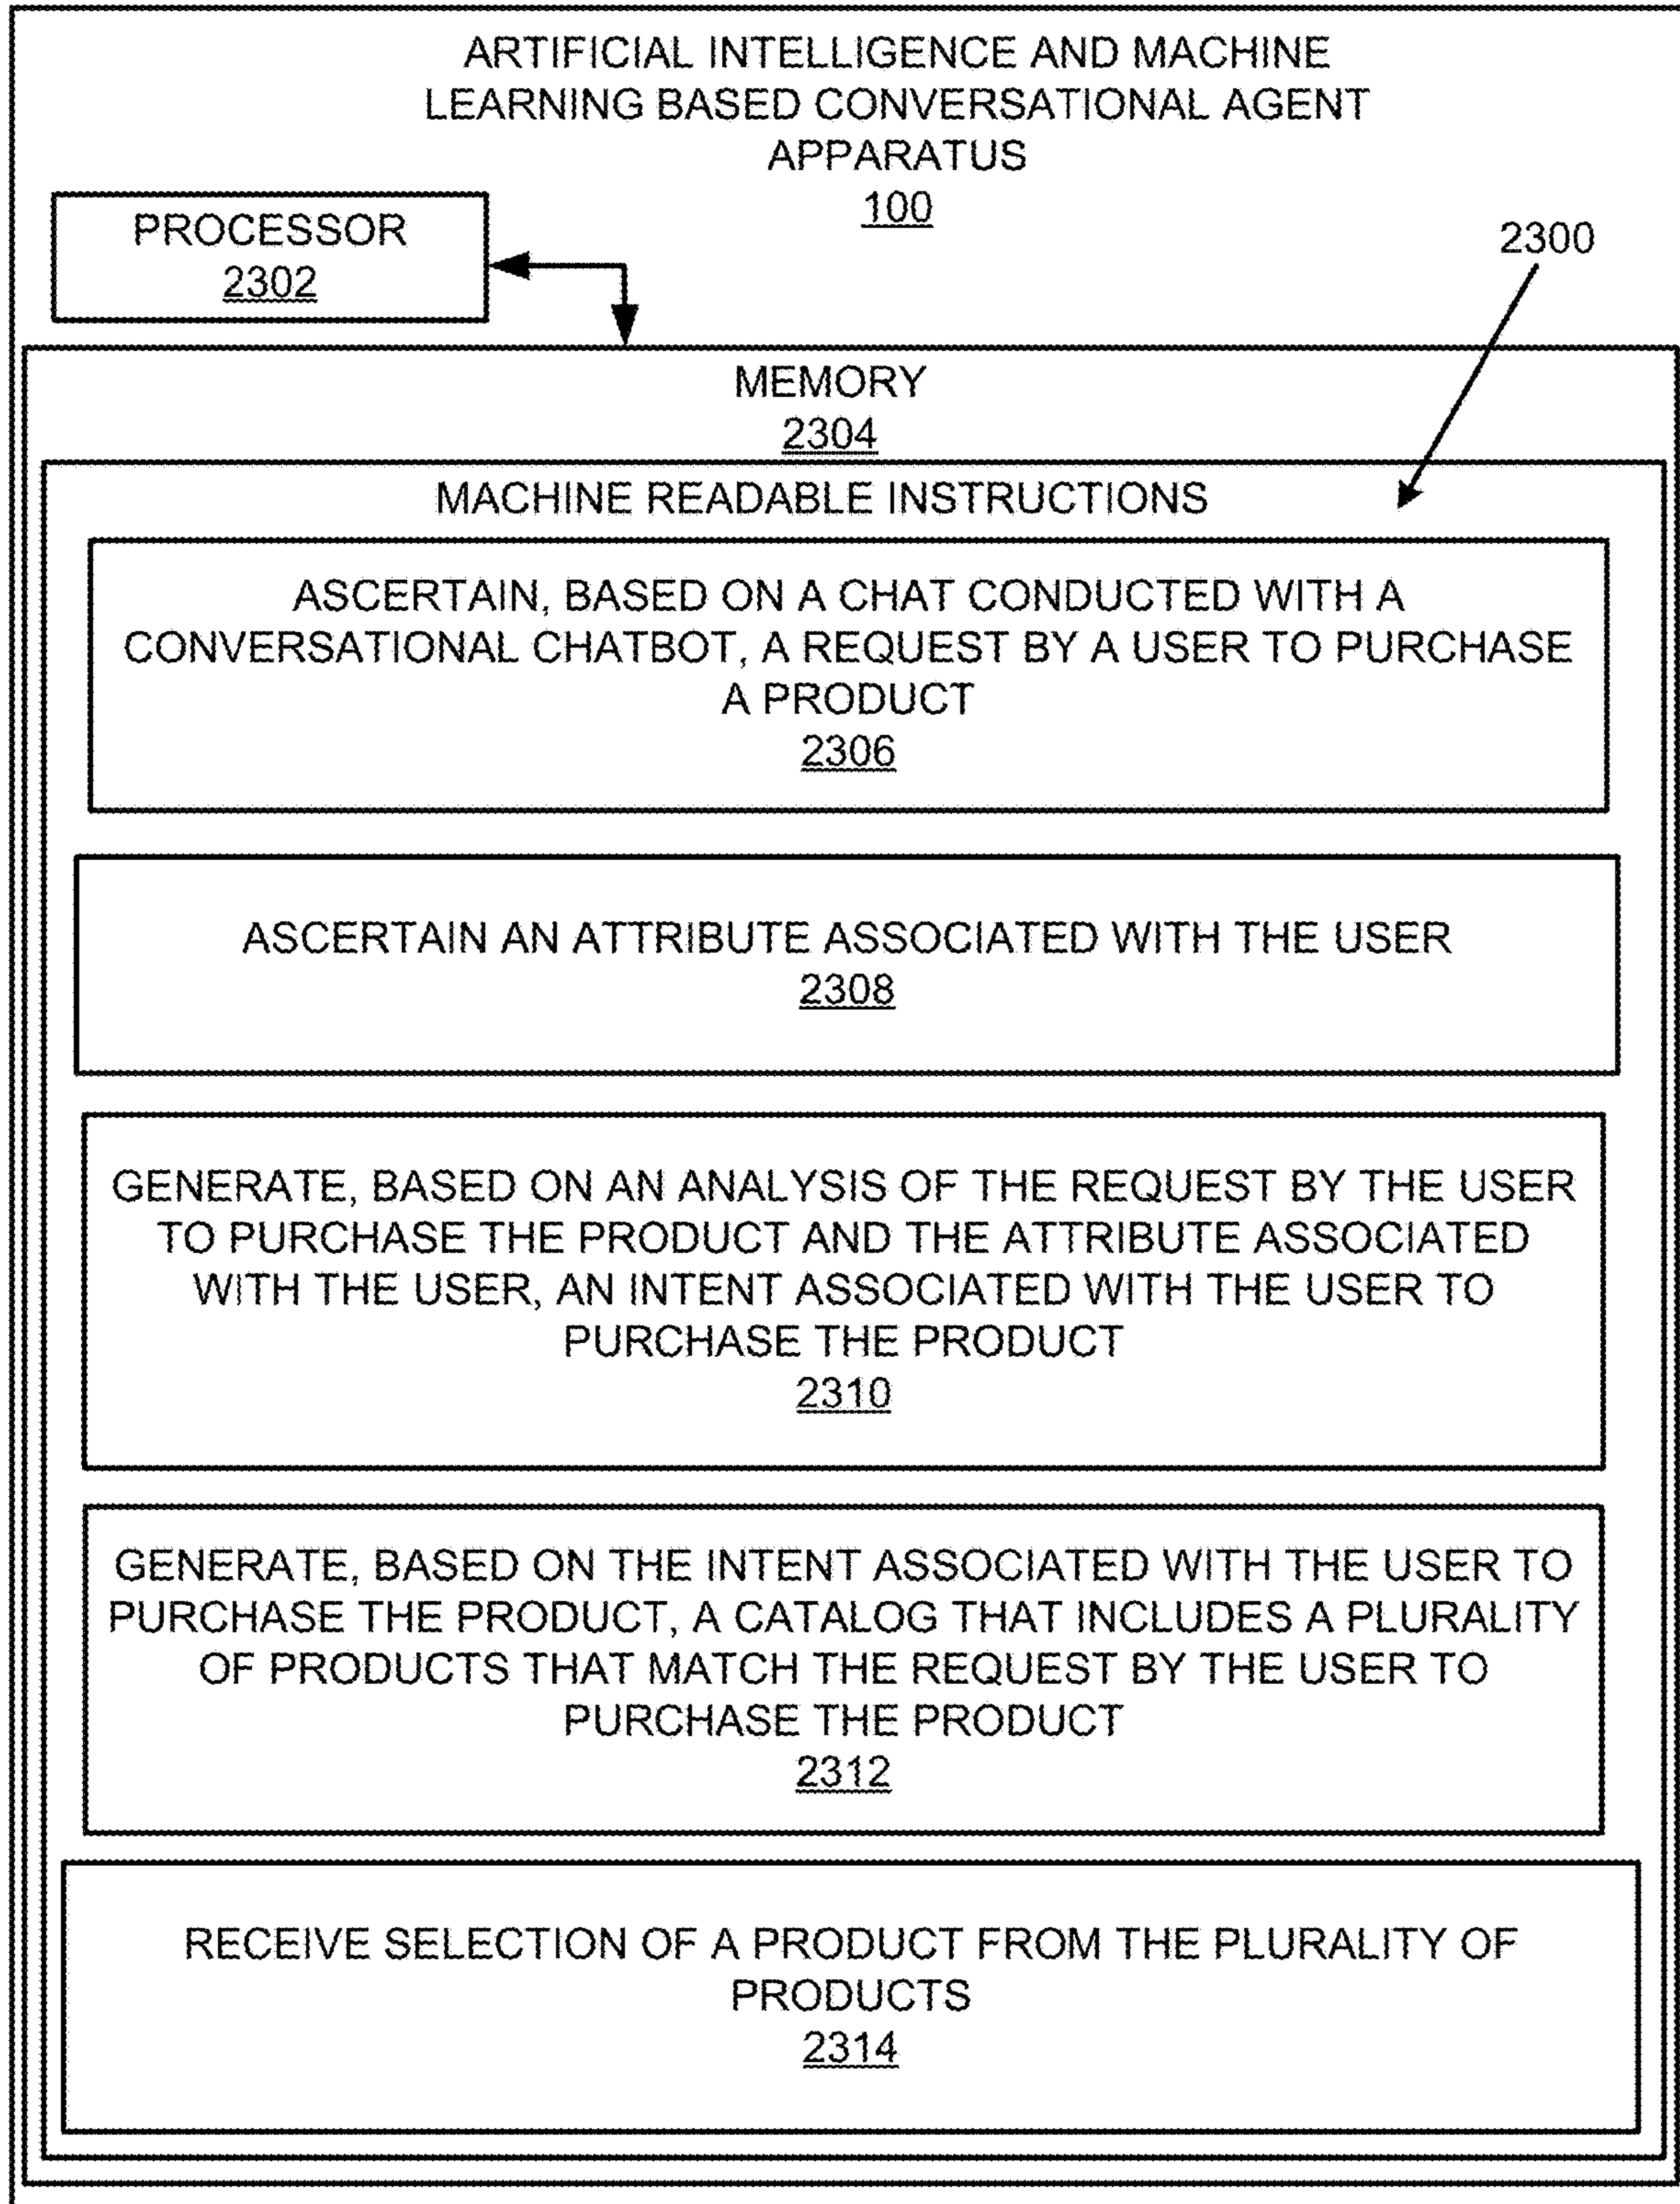 ARTIFICIAL INTELLIGENCE AND MACHINE
LEARNING BASED CONVERSATIONAL AGENT
APPARATUS
100
PROCESSOR
2302
2300
MEMORY
2304
MACHINE READABLE INSTRUCTIONS
ASCERTAIN, BASED ON A CHAT CONDUCTED WITH A
CONVERSATIONAL CHATBOT, A REQUEST BY A USER TO PURCHASE
A PRODUCT
2306
ASCERTAIN AN ATTRIBUTE ASSOCIATED WITH THE USER
2308
GENERATE, BASED ON AN ANALYSIS OF THE REQUEST BY THE USER
TO PURCHASE THE PRODUCT AND THE ATTRIBUTE ASSOCIATED
WITH THE USER, AN INTENT ASSOCIATED WITH THE USER TO
PURCHASE THE PRODUCT
2310
GENERATE, BASED ON THE INTENT ASSOCIATED WITH THE USER TO
PURCHASE THE PRODUCT, A CATALOG THAT INCLUDES A PLURALITY
OF PRODUCTS THAT MATCH THE REQUEST BY THE USER TO
PURCHASE THE PRODUCT
2312
RECEIVE SELECTION OF A PRODUCT FROM THE PLURALITY OF
PRODUCTS
2314